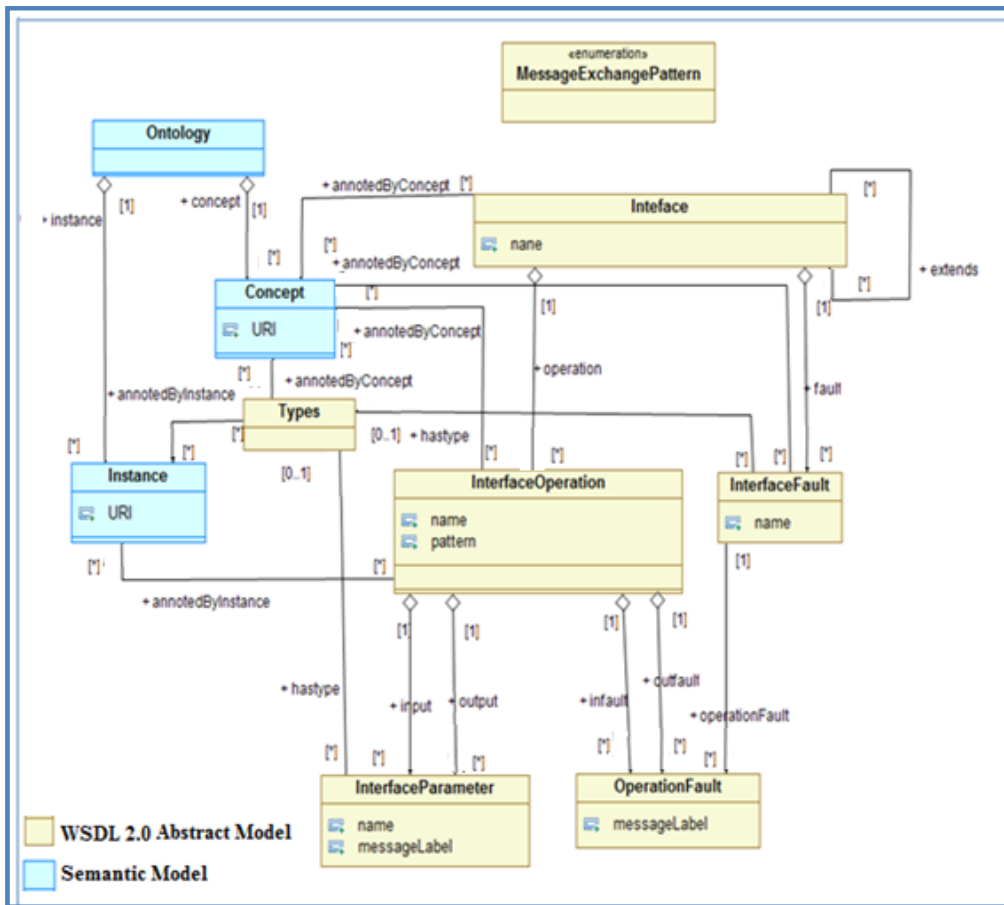 «enumeration»
MessageExchangePattern
Ontology
+ annotedByConcept
[*]
[*]
+ instance
[1]
+ concept
[1]
Inteface
nane
+ extends
[*]
[*]
+ annotedByConcept
[*]
[*]
Concept
URI
[*]
[1]
[1]
+ annotedByConcept
[*]
+ operation
[*]
+ annotedByConcept
+ annotedByInstance
+ fault
Types
[*]
[0..1]
+ hastype
[*]
[*]
[*]
[*]
[*]
[*]
[*]
[0..1]
Instance
URI
InterfaceOperation
name
pattern
InterfaceFault
name
[*]
[*]
[1]
+ annotedByInstance
[1]
[1]
[1]
[1]
+ hastype
+ input
+ output
+ infault
+ outfault
+ operationFault
[*]
[*]
[*]
[*]
[*]
[*]
InterfaceParameter
name
messageLabel
OperationFault
messageLabel
WSDL 2.0 Abstract Model
Semantic Model